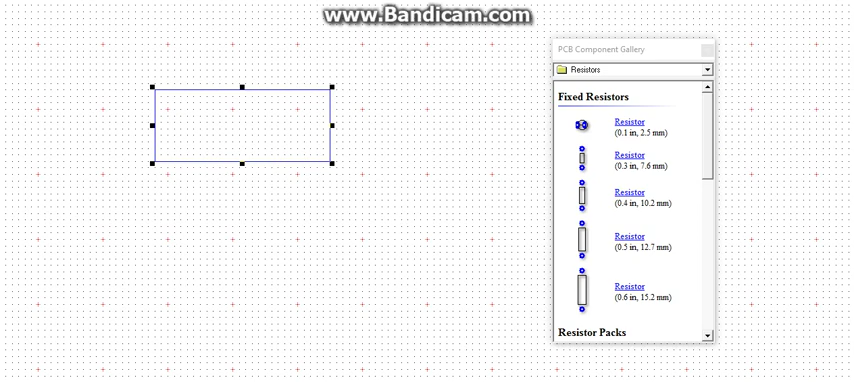 www.Bandicam.com
PCB Component Gallery
Resistors
Fixed Resistors
Resistor
(0.1 in, 2.5 mm)
Resistor
(0.3 in, 7.6 mm)
Resistor
(0.4 in, 10.2 mm)
Resistor
(0.5 in, 12.7 mm)
Resistor
(0.6 in, 15.2 mm)
Resistor Packs